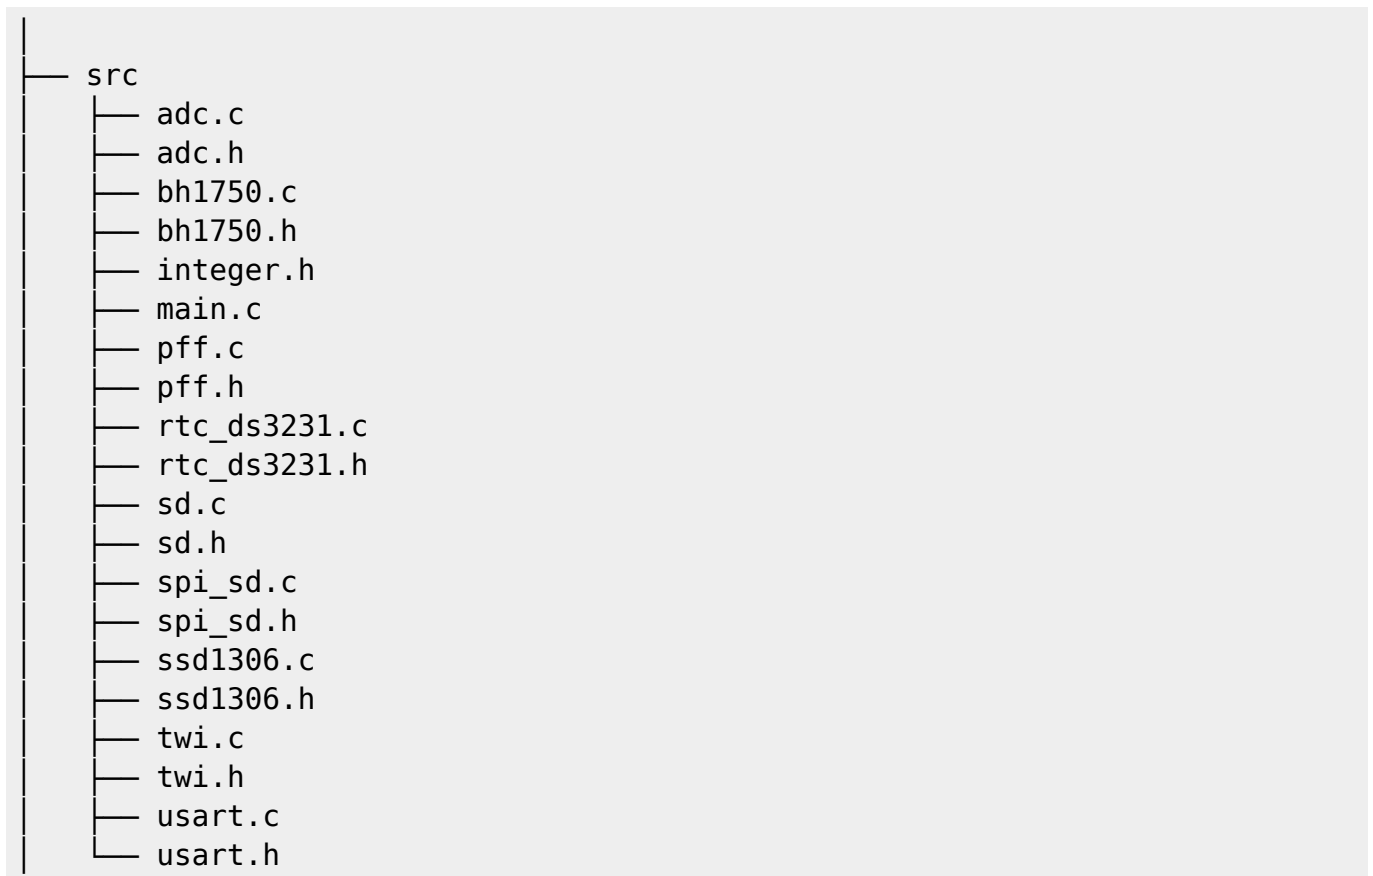 │
├── src
│   ├── adc.c
│   ├── adc.h
│   ├── bh1750.c
│   ├── bh1750.h
│   ├── integer.h
│   ├── main.c
│   ├── pff.c
│   ├── pff.h
│   ├── rtc_ds3231.c
│   ├── rtc_ds3231.h
│   ├── sd.c
│   ├── sd.h
│   ├── spi_sd.c
│   ├── spi_sd.h
│   ├── ssd1306.c
│   ├── ssd1306.h
│   ├── twi.c
│   ├── twi.h
│   ├── usart.c
│   └── usart.h